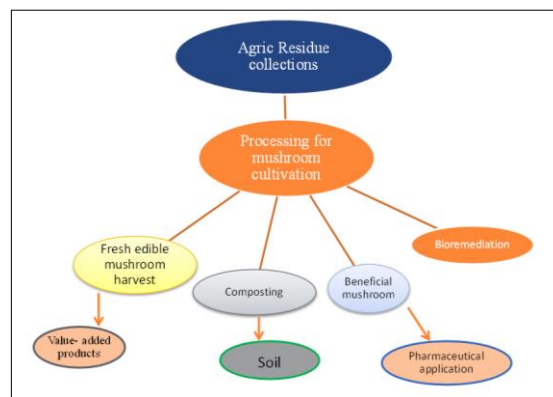 Agric Residue
collections
Processing for
mushroom
cultivation
Fresh edible
mushroom
harvest
Composting
Beneficial
mushroom
Bioremediation
Value- added
products
Soil
Pharmaceutical
application